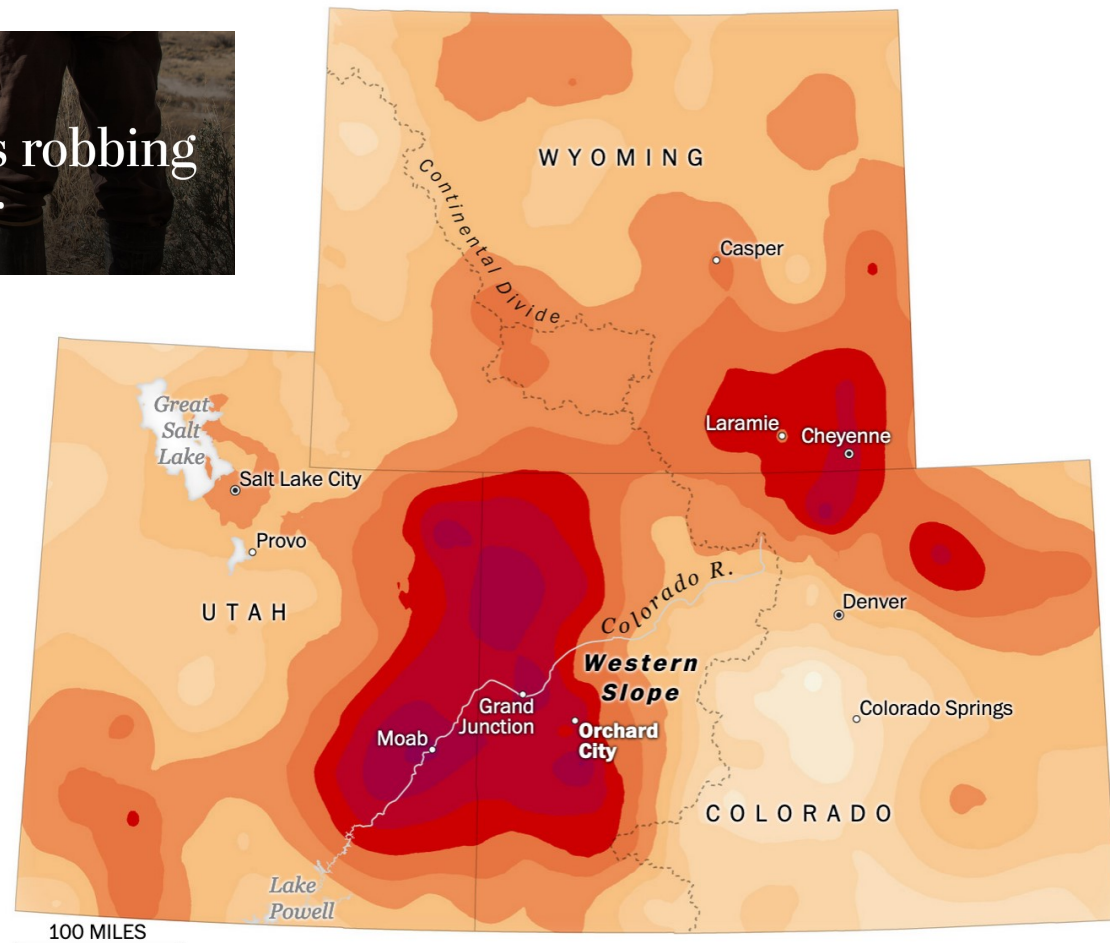 s robbing
WYOMING
Continental Divide
Casper
Laramie
Cheyenne
Great
Salt
Lake
Salt Lake City
Provo
UTAH
Colorado R.
Denver
Western
Slope
Grand
Junction
Moab
Orchard
City
Colorado Springs
COLORADO
Lake
Powell
100 MILES